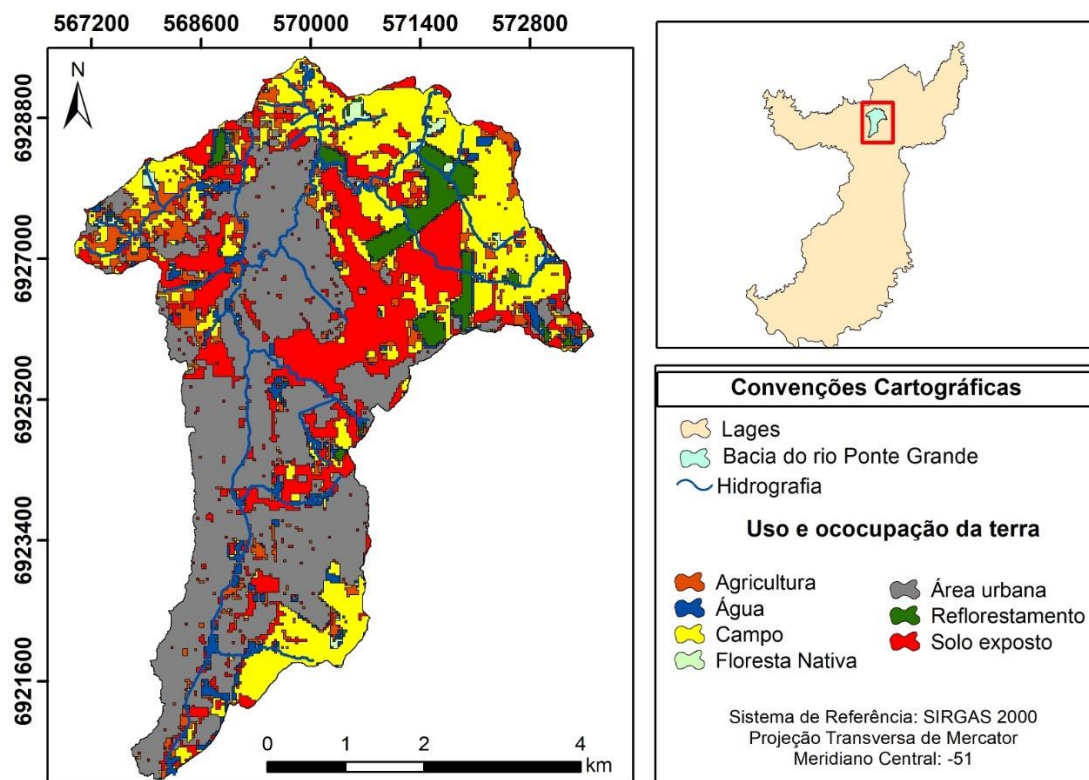 567200 568600 570000 571400 572800
N
6928800
6927000
6925200
6923400
6921600
0 1 2 4
km
Convenções Cartográficas
Lages
Bacia do rio Ponte Grande
Hidrografia
Uso e ococupação da terra
Agricultura
Água
Campo
Floresta Nativa
Área urbana
Reflorestamento
Solo exposto
Sistema de Referência: SIRGAS 2000
Projeção Transversa de Mercator
Meridiano Central: -51